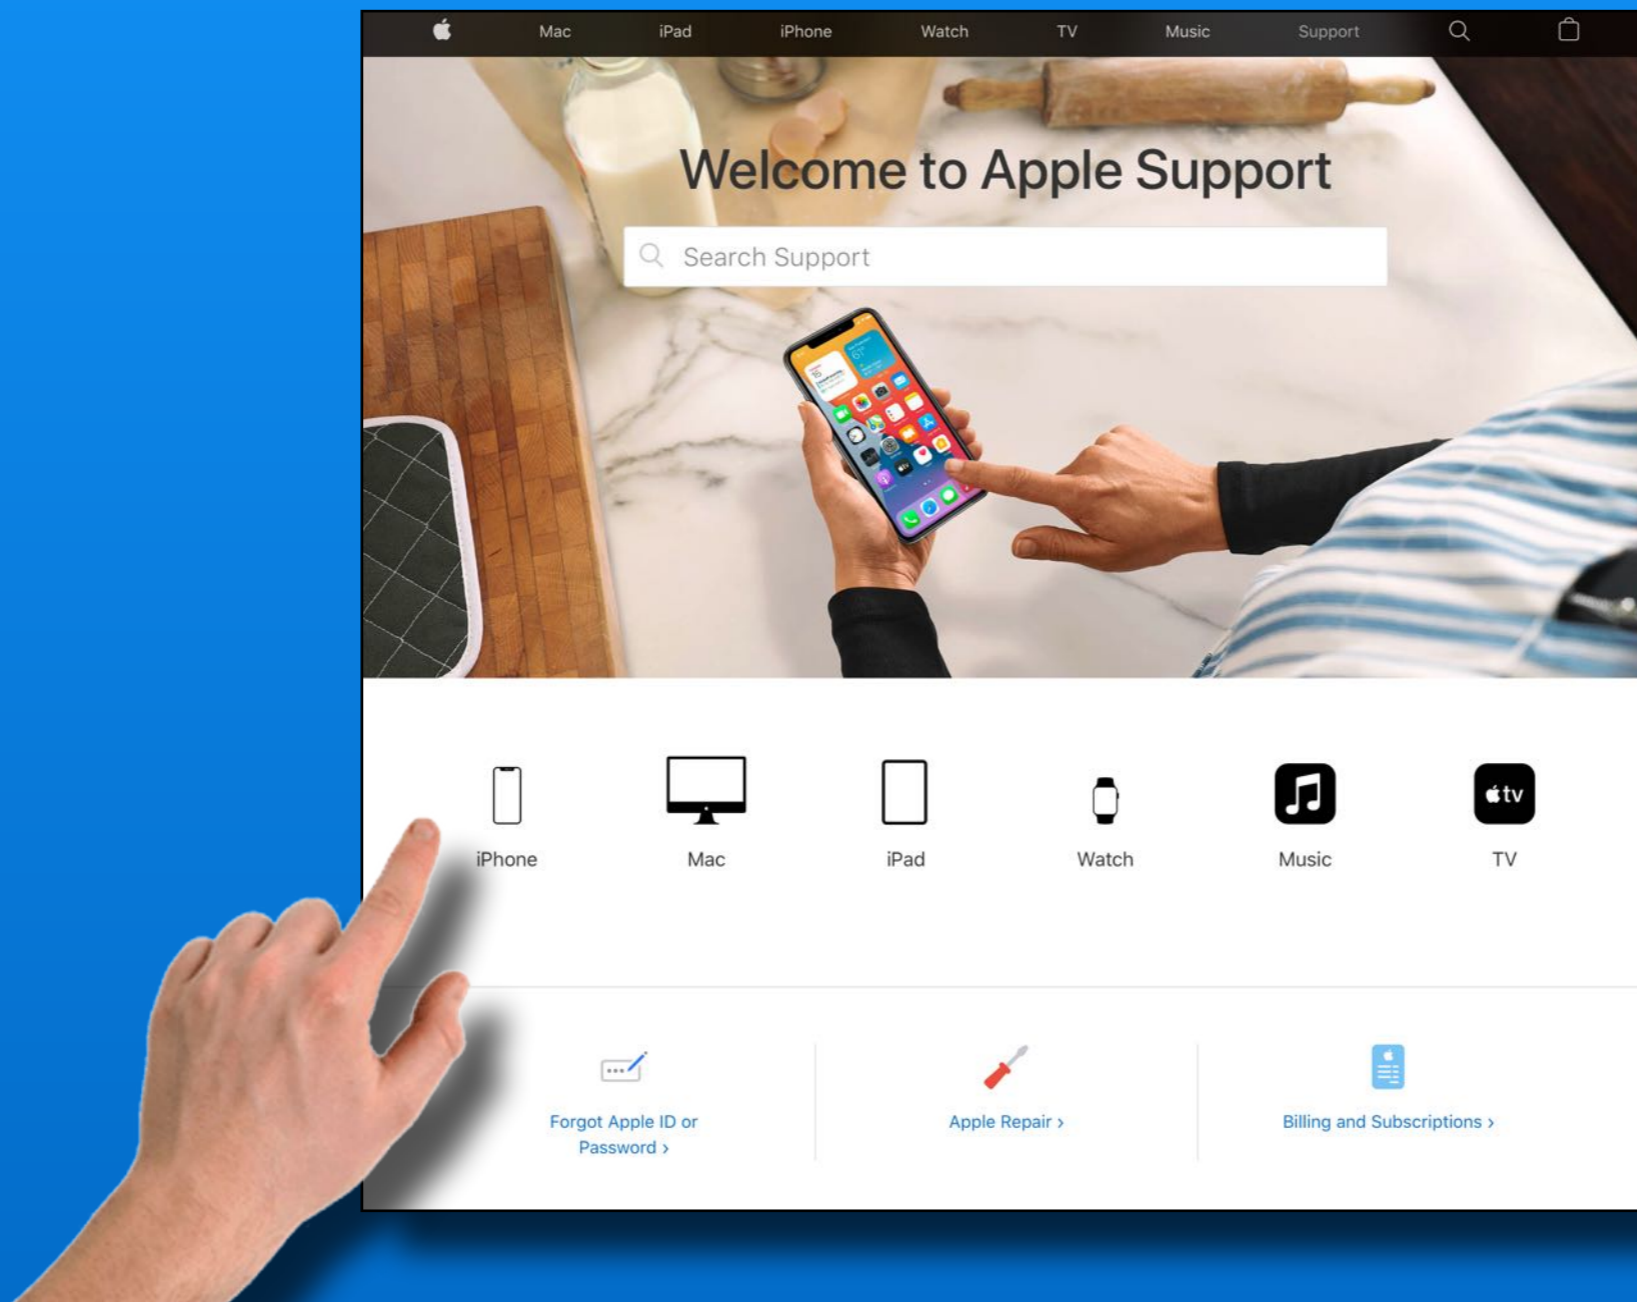 Mac iPad iPhone Watch TV Music Support
Welcome to Apple Support
Search Support
iPhone Mac iPad Watch Music TV
tv
Forgot Apple ID or
Password ›
Apple Repair ›
Billing and Subscriptions ›